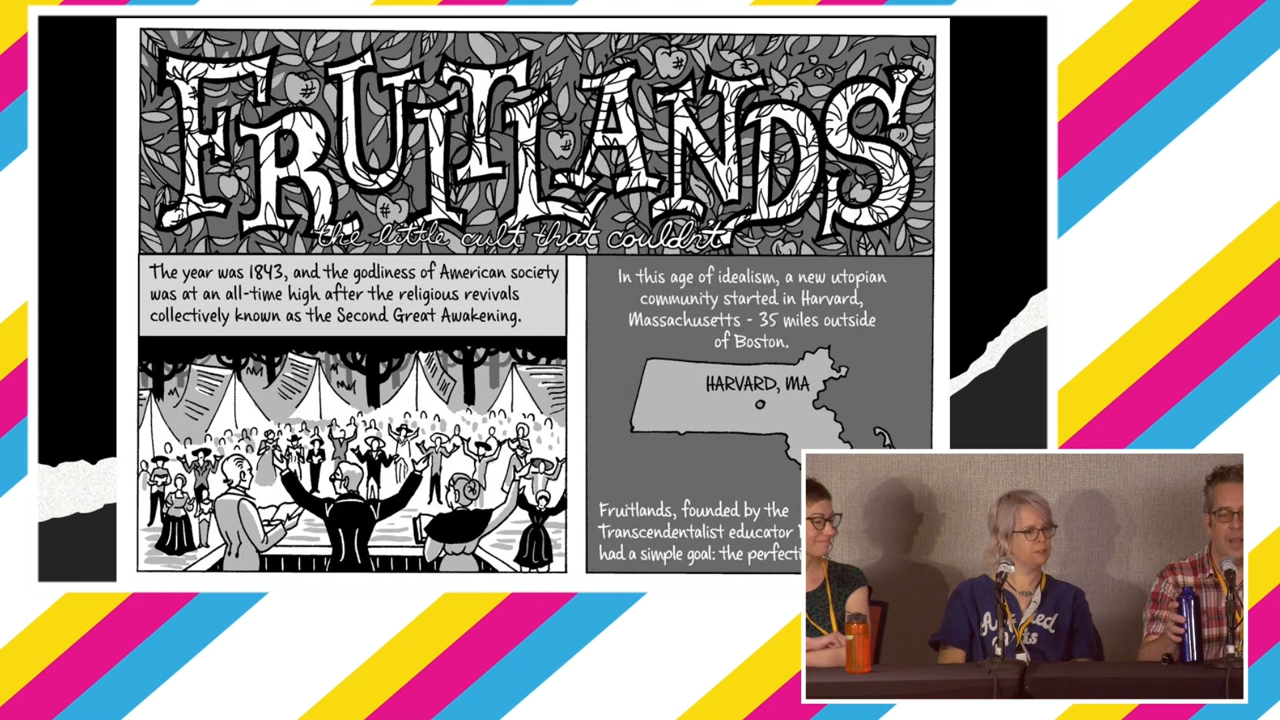 FRUITLANDS
the little cult that couldn't
The year was 1843, and the godliness of American society
was at an all-time high after the religious revivals
collectively known as the Second Great Awakening.
In this age of idealism, a new utopian
community started in Harvard,
Massachusetts - 35 miles outside
of Boston.
HARVARD, MA
Fruitlands, founded by the
Transcendentalist educator
had a simple goal: the perfecti